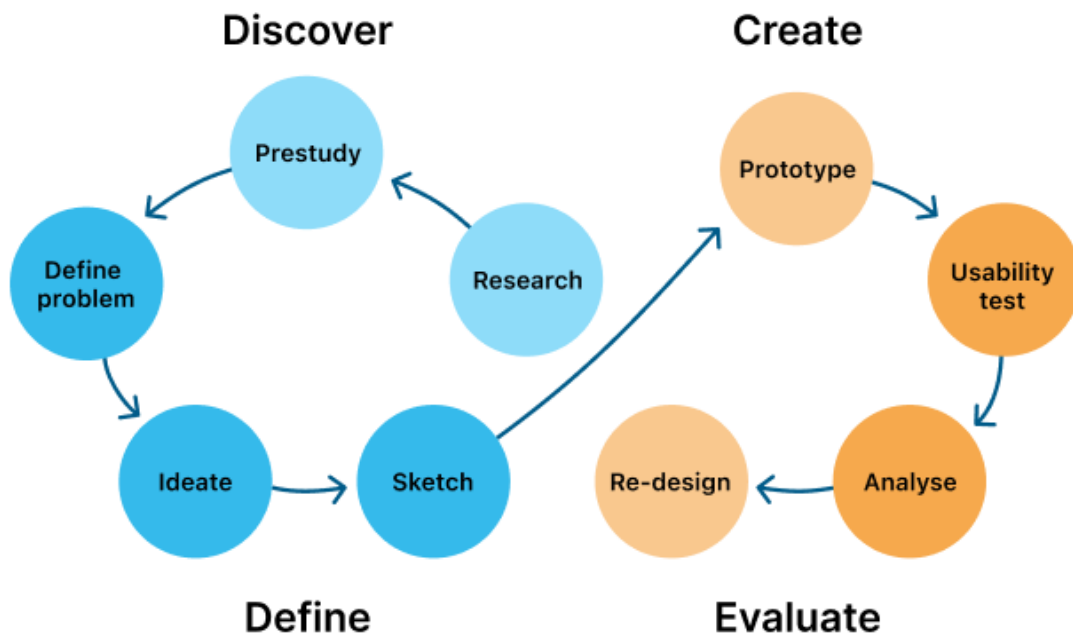 Discover
Create
Prestudy
Prototype
Define
problem
Research
Usability
test
Ideate
Sketch
Re-design
Analyse
Define
Evaluate